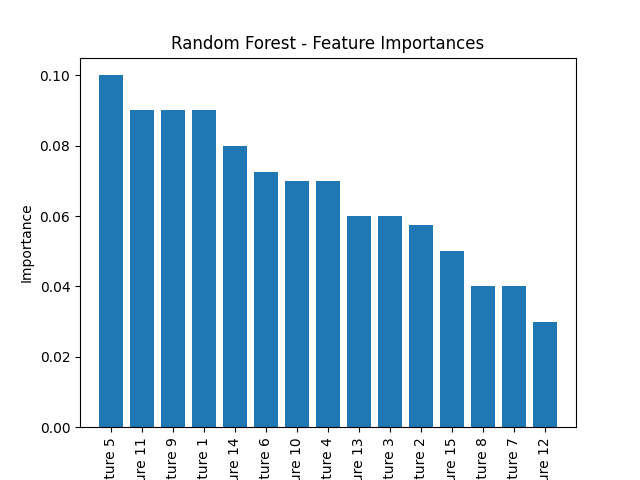 Random Forest - Feature Importances
Importance
0.10
0.08
0.06
0.04
0.02
0.00
ture 5
ure 11
ture 9
ture 1
ure 14
ture 6
ure 10
ture 4
ure 13
ture 3
ture 2
ure 15
ture 8
ture 7
ure 12